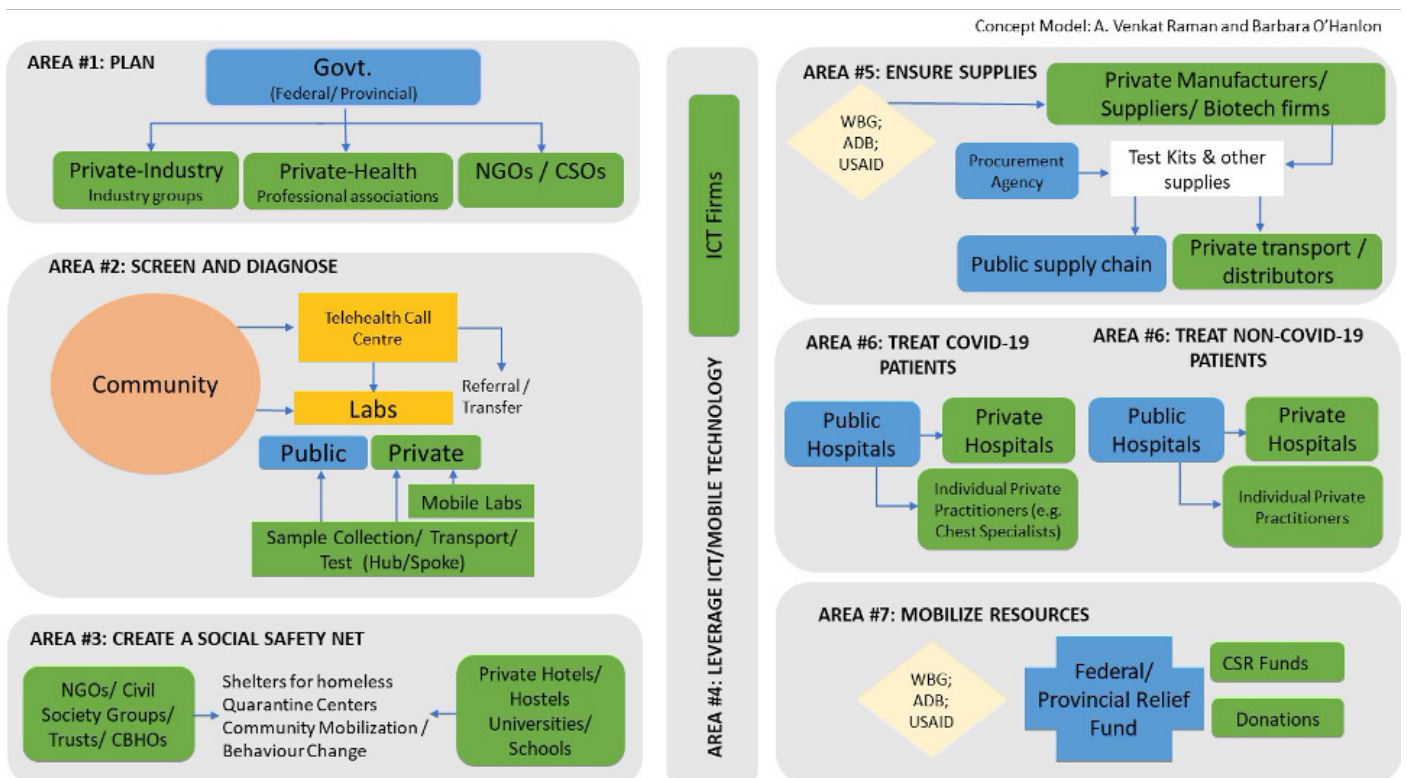 Concept Model: A. Venkat Raman and Barbara O'Hanlon
AREA #1: PLAN
Govt.
(Federal/ Provincial)
Private-Industry
Industry groups
Private-Health
Professional associations
NGOs / CSOs
AREA #2: SCREEN AND DIAGNOSE
Community
Telehealth Call
Centre
Referral /
Transfer
Labs
Public
Private
Mobile Labs
Sample Collection/ Transport/
Test (Hub/Spoke)
AREA #3: CREATE A SOCIAL SAFETY NET
NGOs/ Civil
Society Groups/
Trusts/ CBHOs
Shelters for homeless
Quarantine Centers
Community Mobilization /
Behaviour Change
Private Hotels/
Hostels
Universities/
Schools
ICT Firms
AREA #4: LEVERAGE ICT/MOBILE TECHNOLOGY
AREA #5: ENSURE SUPPLIES
WBG;
ADB;
USAID
Private Manufacturers/
Suppliers/ Biotech firms
Procurement
Agency
Test Kits & other
supplies
Public supply chain
Private transport /
distributors
AREA #6: TREAT COVID-19
PATIENTS
Public
Hospitals
Private
Hospitals
Individual Private
Practitioners (e.g.
Chest Specialists)
AREA #6: TREAT NON-COVID-19
PATIENTS
Public
Hospitals
Private
Hospitals
Individual Private
Practitioners
AREA #7: MOBILIZE RESOURCES
WBG;
ADB;
USAID
Federal/
Provincial Relief
Fund
CSR Funds
Donations